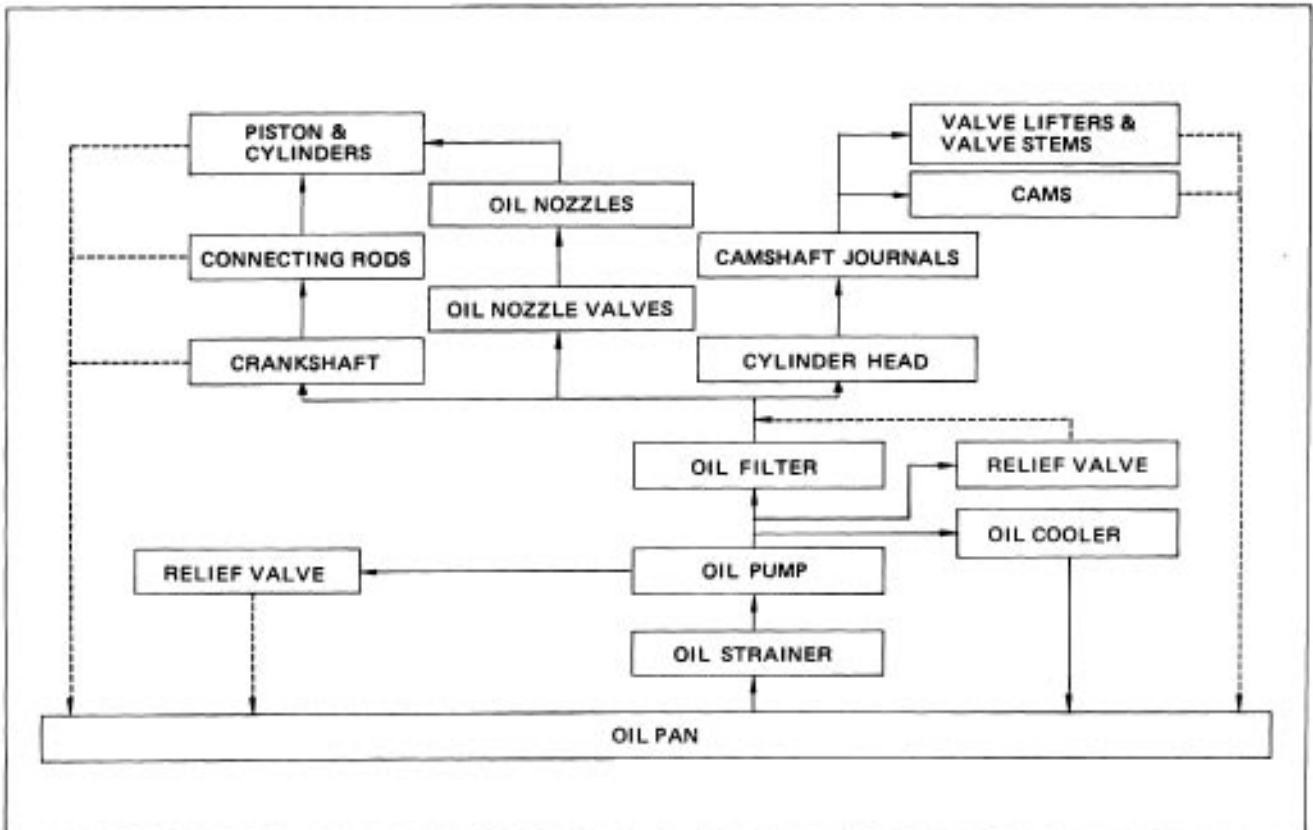 PISTON &
CYLINDERS
VALVE LIFTERS &
VALVE STEMS
OIL NOZZLES
CAMS
CONNECTING RODS
CAMSHAFT JOURNALS
OIL NOZZLE VALVES
CRANKSHAFT
CYLINDER HEAD
OIL FILTER
RELIEF VALVE
OIL COOLER
RELIEF VALVE
OIL PUMP
OIL STRAINER
OIL PAN